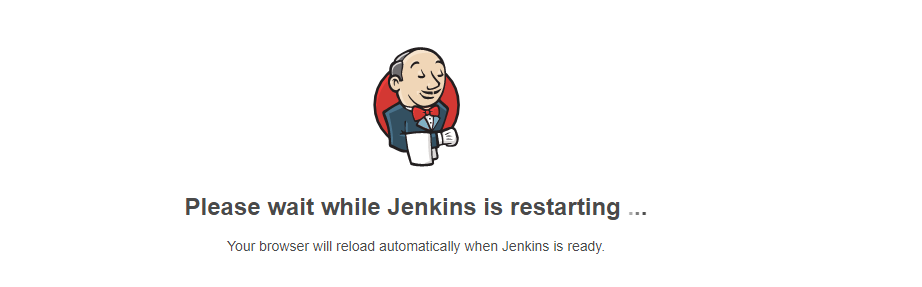 Please wait while Jenkins is restarting ...
Your browser will reload automatically when Jenkins is ready.